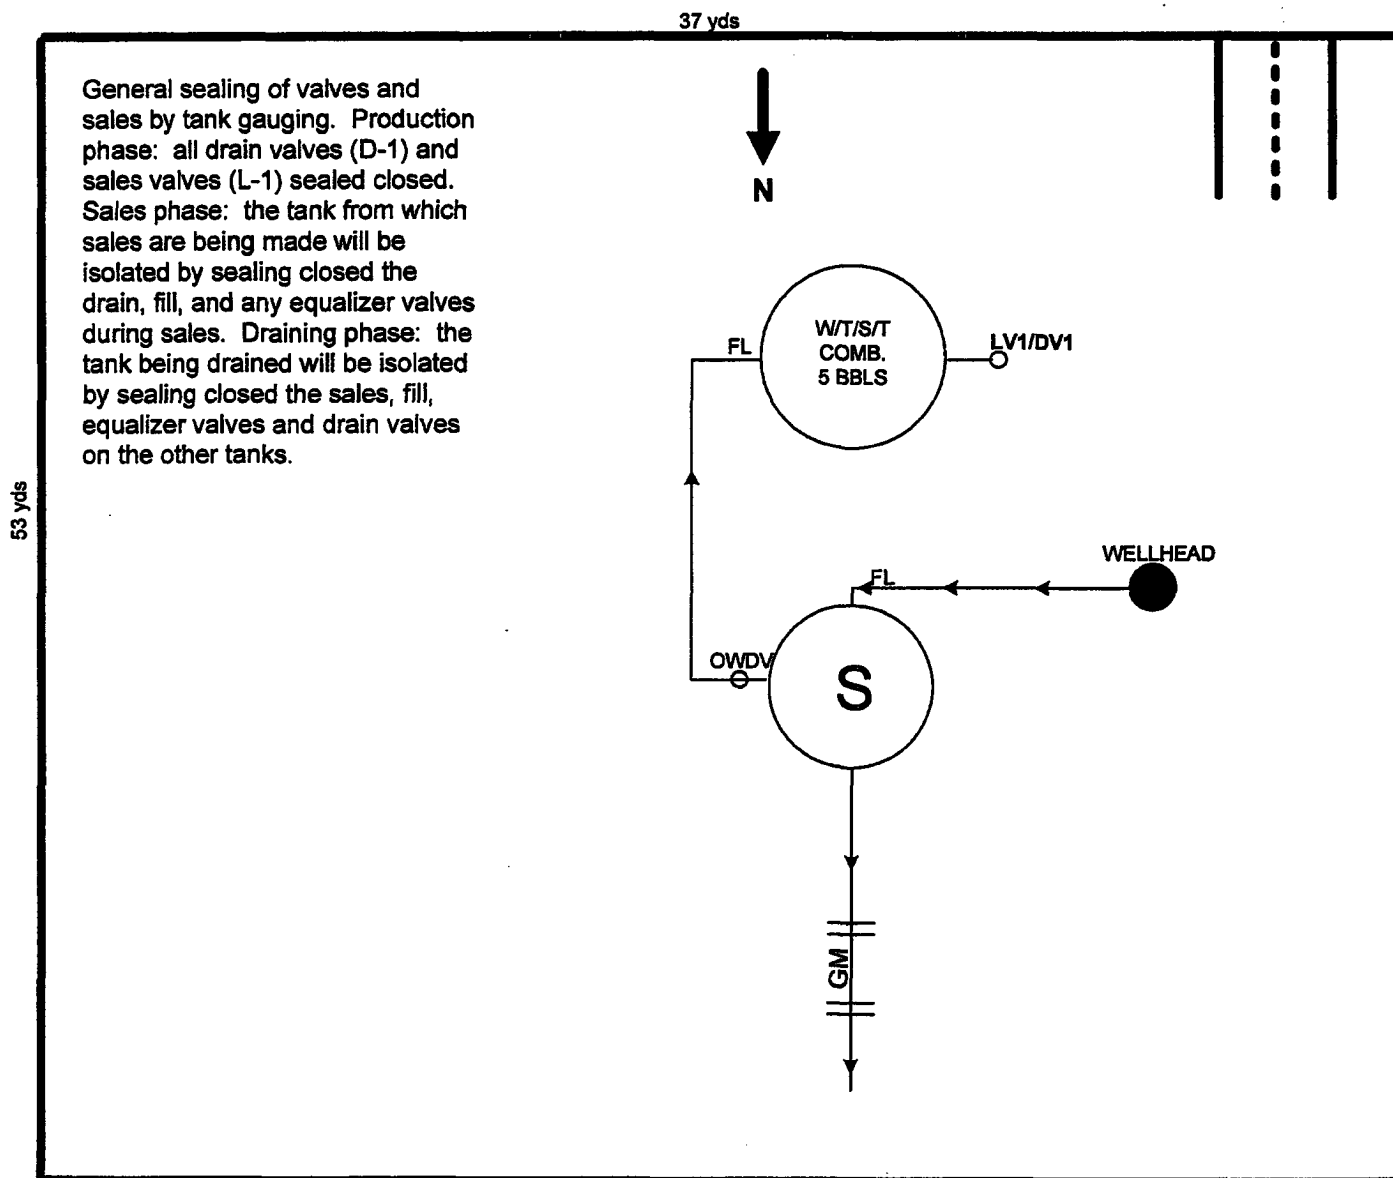 37 yds
General sealing of valves and
sales by tank gauging. Production
phase: all drain valves (D-1) and
sales valves (L-1) sealed closed.
Sales phase: the tank from which
sales are being made will be
isolated by sealing closed the
drain, fill, and any equalizer valves
during sales. Draining phase: the
tank being drained will be isolated
by sealing closed the sales, fill,
equalizer valves and drain valves
on the other tanks.
N
W/T/S/T
COMB.
5 BBLS
FL
LV1/DV1
53 yds
WELLHEAD
FL
OWDV
S
GM